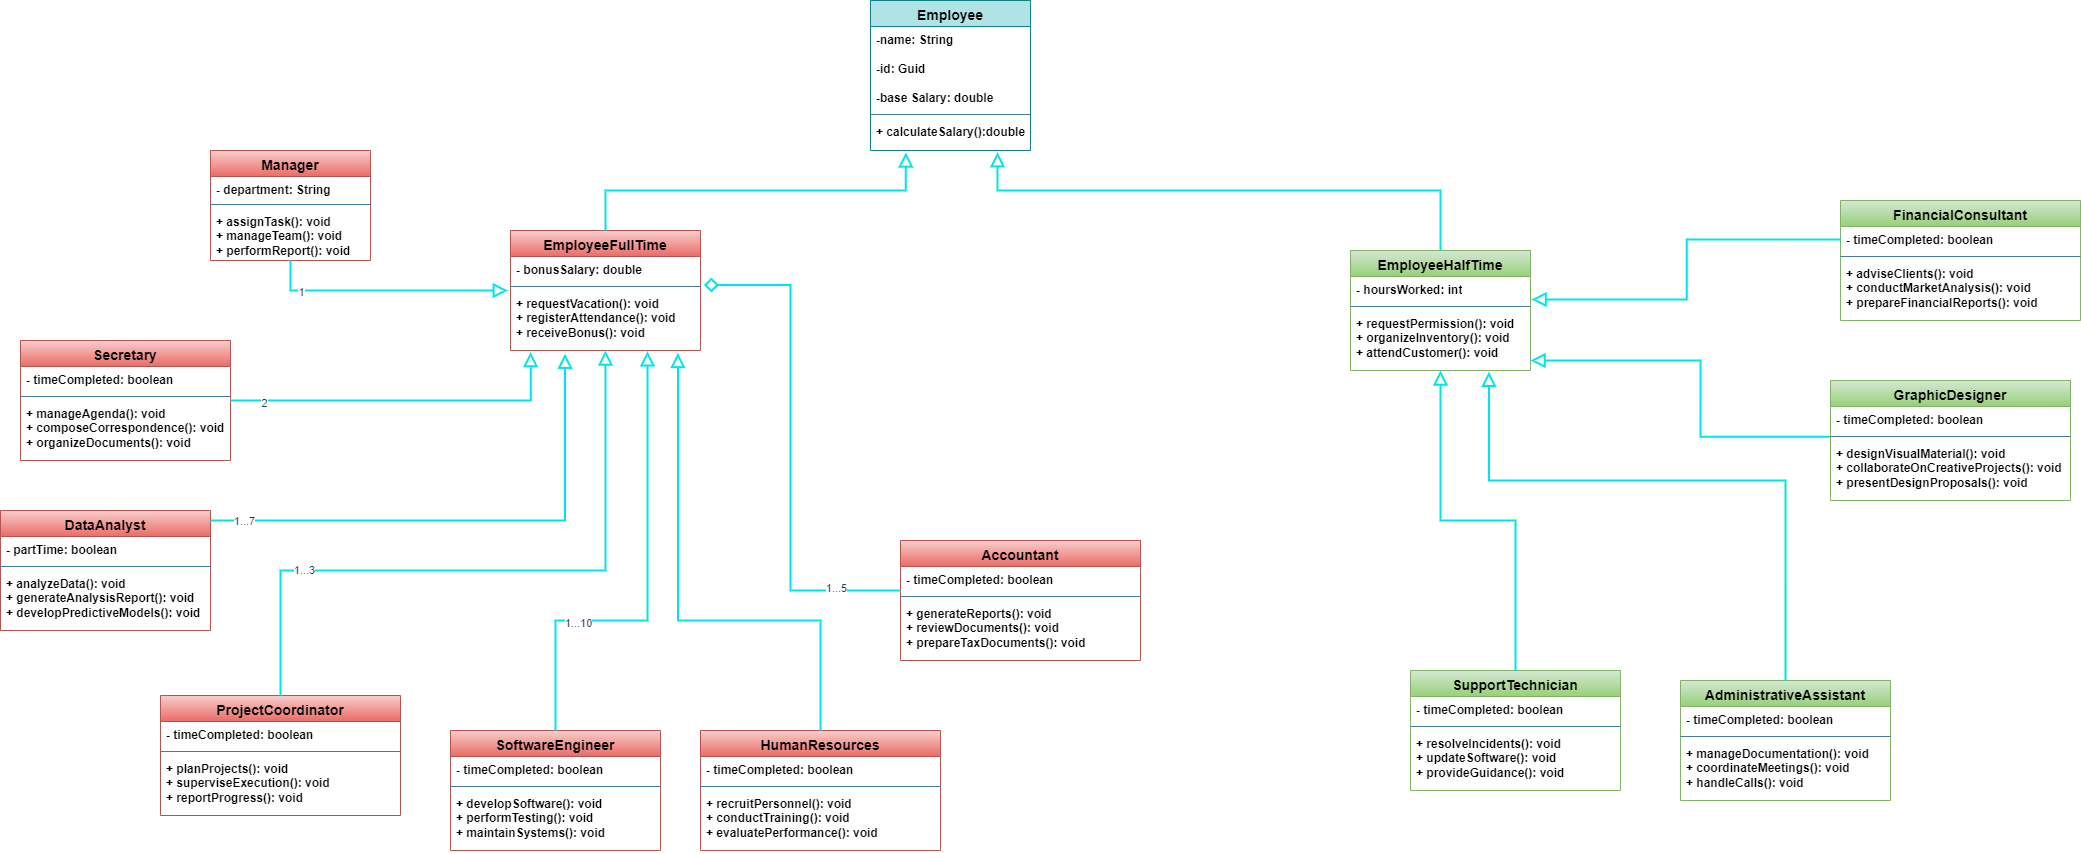 Employee
-name: String
-id: Guid
-base Salary: double
+ calculateSalary():double
Manager
- department: String
+ assignTask(): void
+ manageTeam(): void
+ performReport(): void
1
EmployeeFullTime
- bonusSalary: double
+ requestVacation(): void
+ registerAttendance(): void
+ receiveBonus(): void
EmployeeHalfTime
- hoursWorked: int
+ requestPermission(): void
+ organizeInventory(): void
+ attendCustomer(): void
FinancialConsultant
- timeCompleted: boolean
+ adviseClients(): void
+ conductMarketAnalysis(): void
+ prepareFinancialReports(): void
Secretary
- timeCompleted: boolean
+ manageAgenda(): void
+ composeCorrespondence(): void
+ organizeDocuments(): void
2
GraphicDesigner
- timeCompleted: boolean
+ designVisualMaterial(): void
+ collaborateOnCreativeProjects(): void
+ presentDesignProposals(): void
DataAnalyst
- partTime: boolean
+ analyzeData(): void
+ generateAnalysisReport(): void
+ developPredictiveModels(): void
1...7
1...3
1...10
1...5
Accountant
- timeCompleted: boolean
+ generateReports(): void
+ reviewDocuments(): void
+ prepareTaxDocuments(): void
ProjectCoordinator
- timeCompleted: boolean
+ planProjects(): void
+ superviseExecution(): void
+ reportProgress(): void
SoftwareEngineer
- timeCompleted: boolean
+ developSoftware(): void
+ performTesting(): void
+ maintainSystems(): void
HumanResources
- timeCompleted: boolean
+ recruitPersonnel(): void
+ conductTraining(): void
+ evaluatePerformance(): void
SupportTechnician
- timeCompleted: boolean
+ resolveIncidents(): void
+ updateSoftware(): void
+ provideGuidance(): void
AdministrativeAssistant
- timeCompleted: boolean
+ manageDocumentation(): void
+ coordinateMeetings(): void
+ handleCalls(): void